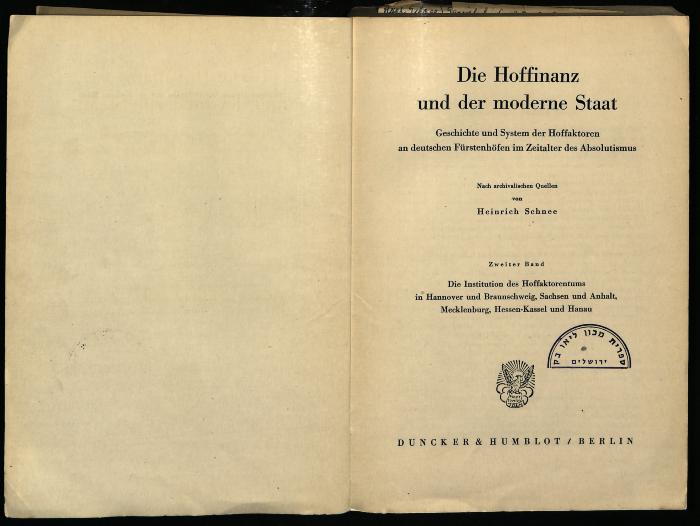 Die Hoffinanz
und der moderne Staat
Geschichte und System der Hoffaktoren
an deutschen Fürstenhöfen im Zeitalter des Absolutismus
Nach archivalischen Quellen
von
Heinrich Schnee
Zweiter Band
Die Institution des Hoffaktorentums
in Hannover und Braunschweig, Sachsen und Anhalt,
Mecklenburg, Hessen-Kassel und Hanau
ספרית מכון ליאו בק
ירושלים
DUNCKER & HUMBLOT / BERLIN